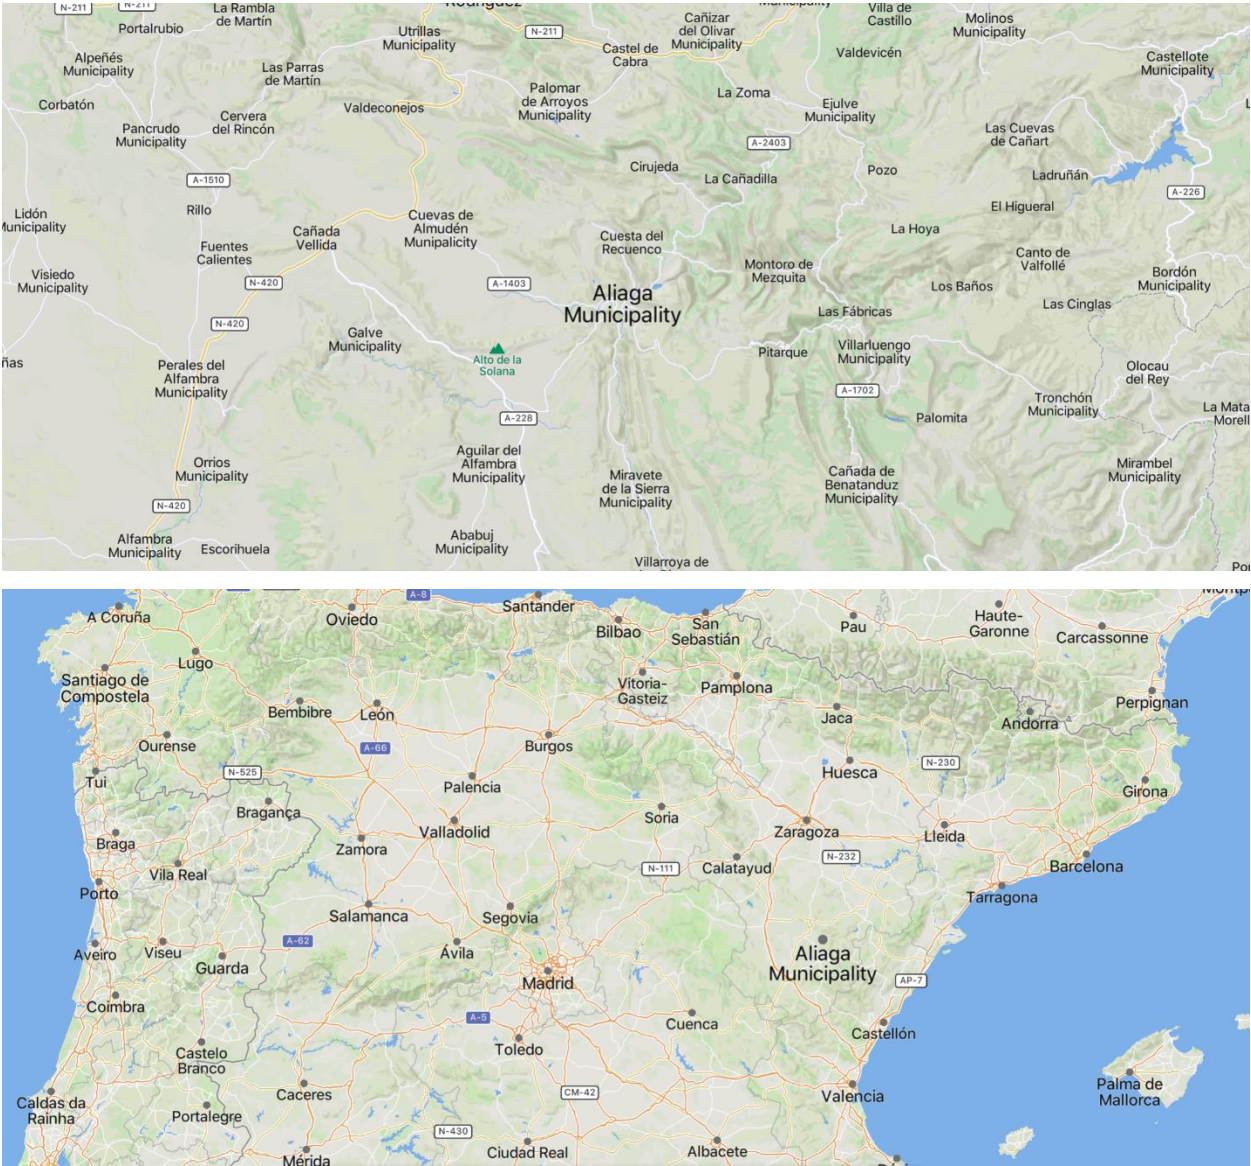 N-211
N-211
La Rambla
de Martín
Portalrubio
Utrillas
Municipality
N-211
Cañizar
del Olivar
Municipality
Castel de
Cabra
Villa de
Castillo
Molinos
Municipality
Valdevicén
Castellote
Municipality
Alpeñés
Municipality
Las Parras
de Martín
Corbatón
Cervera
del Rincón
Valdeconejos
Palomar
de Arroyos
Municipality
La Zoma
Ejulve
Municipality
Pancrudo
Municipality
Las Cuevas
de Cañart
A-2403
Cirujeda
La Cañadilla
Pozo
Ladruñán
A-1510
A-226
Rillo
Lidón
El Higueral
Cañada
Vellida
Cuevas de
Almudén
Munipalicity
Cuesta del
Recuenco
La Hoya
Fuentes
Calientes
Canto de
Valfollé
Visiedo
Municipality
N-420
A-1403
Montoro de
Mezquita
Los Baños
Bordón
Municipality
Aliaga
Municipality
Las Fábricas
Las Cinglas
N-420
Galve
Municipality
Alto de la
Solana
Pitarque
Villarluengo
Municipality
Perales del
Alfambra
Municipality
Olocau
del Rey
A-1702
Tronchón
Municipality
La Mata
A-228
Palomita
Aguilar del
Alfambra
Municipality
Orrios
Municipality
Miravete
de la Sierra
Municipality
Cañada de
Benatanduz
Municipality
Mirambel
Municipality
N-420
Alfambra
Municipality
Escorihuela
Ababuj
Municipality
Villarroya de
A Coruña
A-8
Oviedo
Santander
Bilbao
San
Sebastián
Pau
Haute-
Garonne
Carcassonne
Lugo
Santiago de
Compostela
Vitoria-
Gasteiz
Pamplona
Perpignan
Bembibre
León
Jaca
Andorra
Ourense
A-66
Burgos
Tui
N-525
Huesca
N-230
Palencia
Girona
Bragança
Soria
Braga
Valladolid
Zaragoza
Lleida
Zamora
N-232
Vila Real
N-111
Calatayud
Barcelona
Porto
Tarragona
Salamanca
Segovia
A-62
Aveiro
Viseu
Guarda
Ávila
Aliaga
Municipality
Madrid
AP-7
Coimbra
A-5
Cuenca
Castellón
Toledo
Castelo
Branco
Caceres
CM-42
Valencia
Palma de
Mallorca
Caldas da
Rainha
Portalegre
N-430
Ciudad Real
Albacete
Mérida